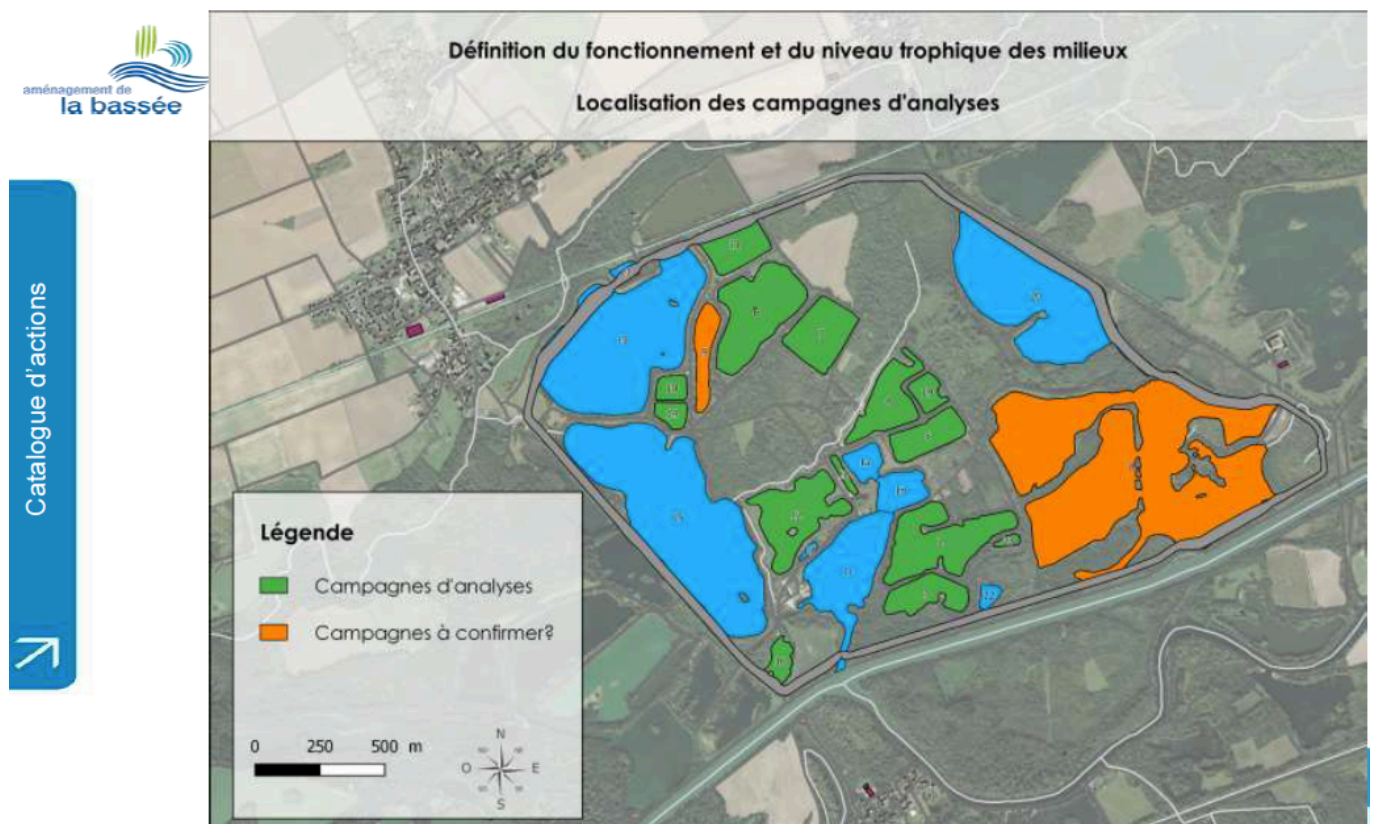 aménagement de
la bassée
Définition du fonctionnement et du niveau trophique des milieux
Localisation des campagnes d'analyses
Catalogue d'actions
Légende
Campagnes d'analyses
Campagnes à confirmer?
0 250 500 m
N
O E
S